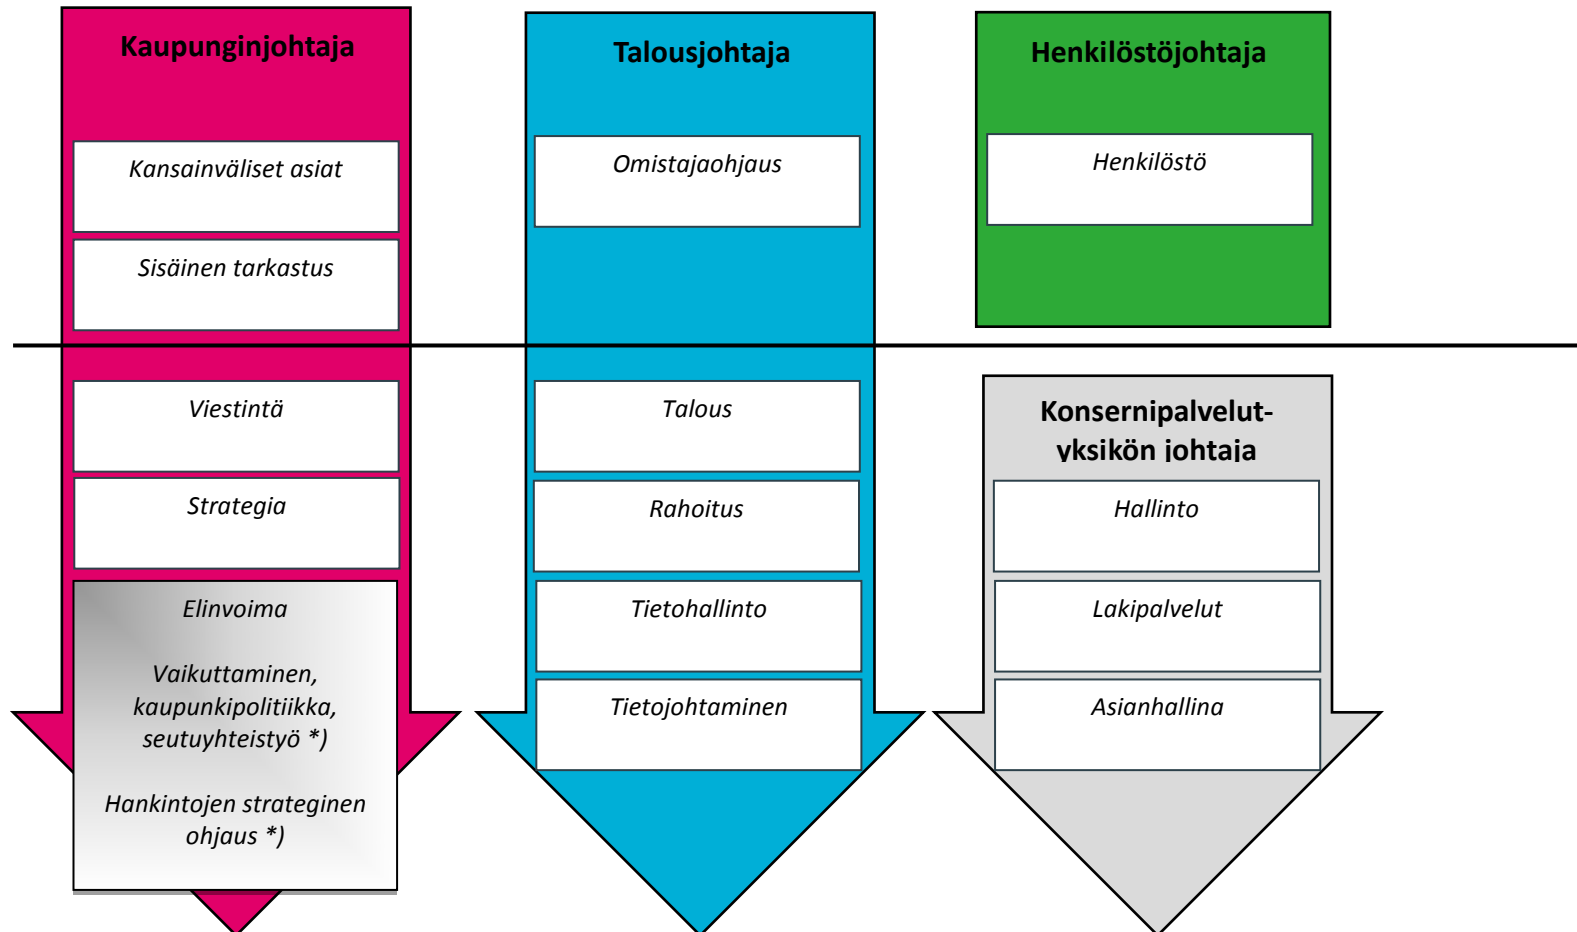 Kaupunginjohtaja
Kansainväliset asiat
Sisäinen tarkastus
Viestintä
Strategia
Elinvoima
Vaikuttaminen,
kaupunkipolitiikka,
seutuyhteistyö *)
Hankintojen strateginen
ohjaus *)
Talousjohtaja
Omistajaohjaus
Talous
Rahoitus
Tietohallinto
Tietojohtaminen
Henkilöstöjohtaja
Henkilöstö
Konsernipalvelut-
yksikön johtaja
Hallinto
Lakipalvelut
Asianhallina